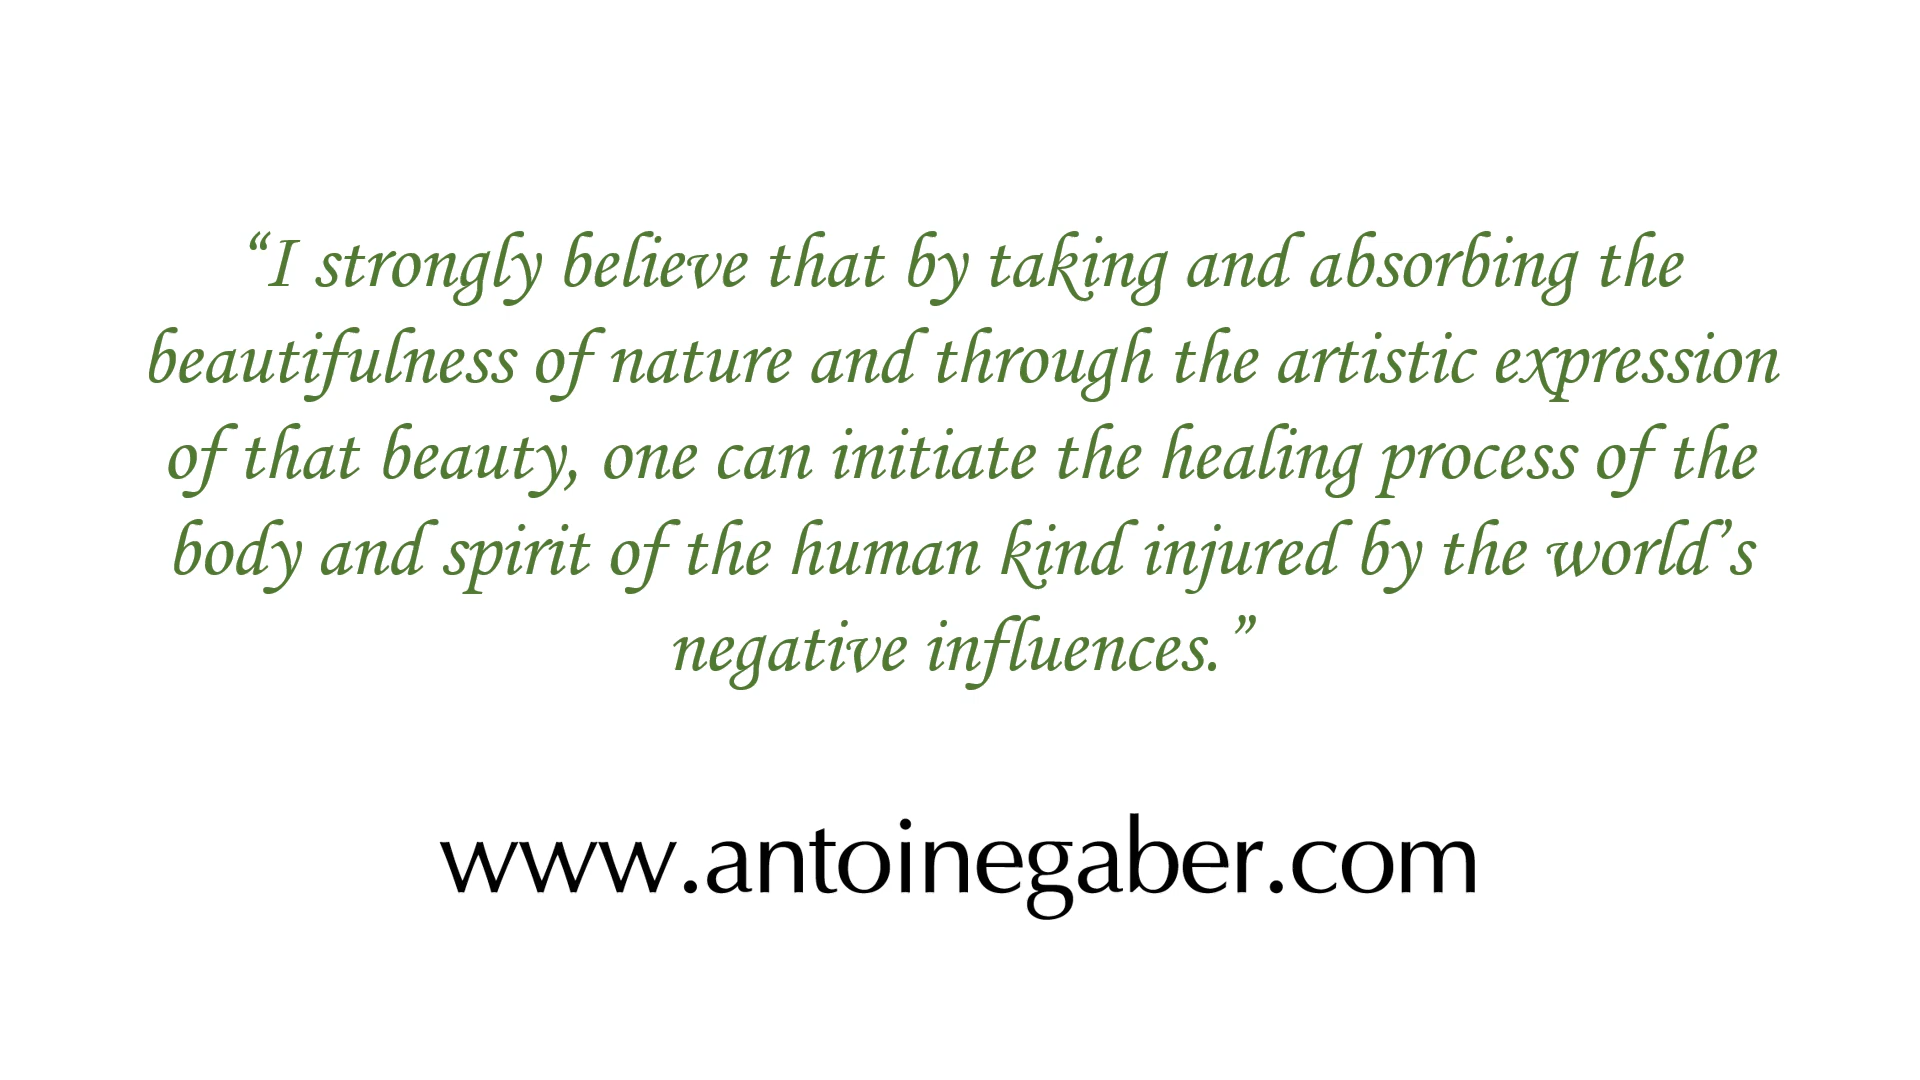 “I strongly believe that by taking and absorbing the
beautifulness of nature and through the artistic expression
of that beauty, one can initiate the healing process of the
body and spirit of the human kind injured by the world’s
negative influences.”
www.antoinegaber.com